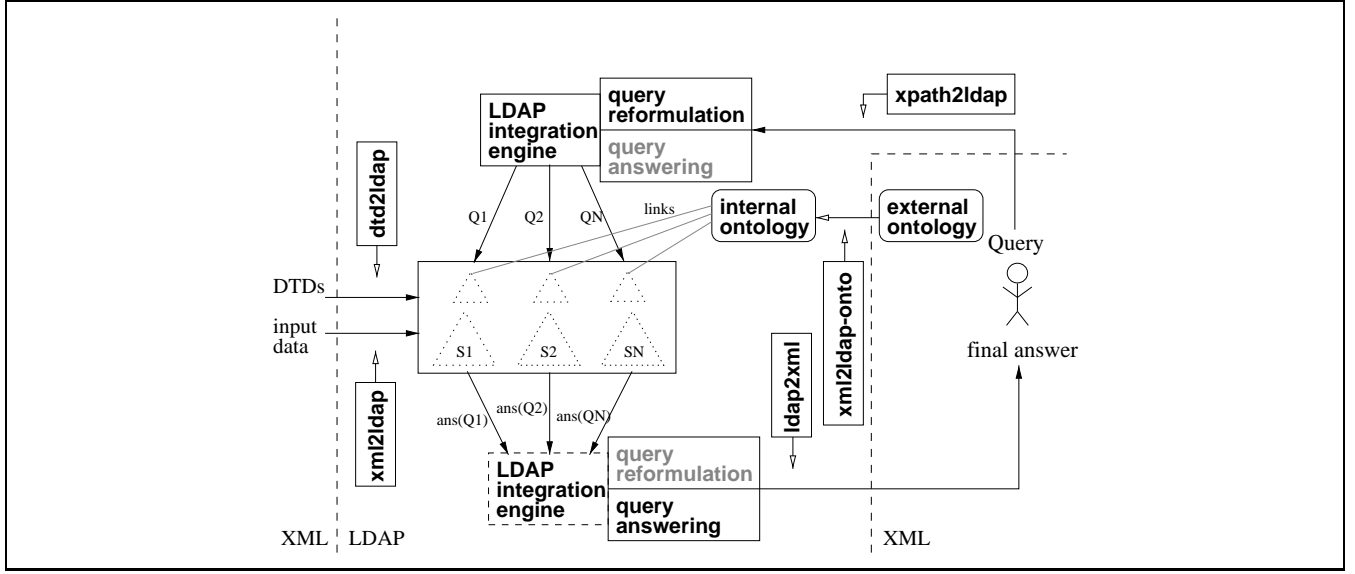 xpath2ldap
LDAP
integration
engine
query
reformulation
query
answering
dtd2ldap
Q1
Q2
QN
links
internal
ontology
external
ontology
Query
DTDs
input
data
S1
S2
SN
final answer
xml2ldap
ans(Q1)
ans(Q2)
ans(QN)
ldap2xml
xml2ldap-onto
LDAP
integration
engine
query
reformulation
query
answering
XML
LDAP
XML